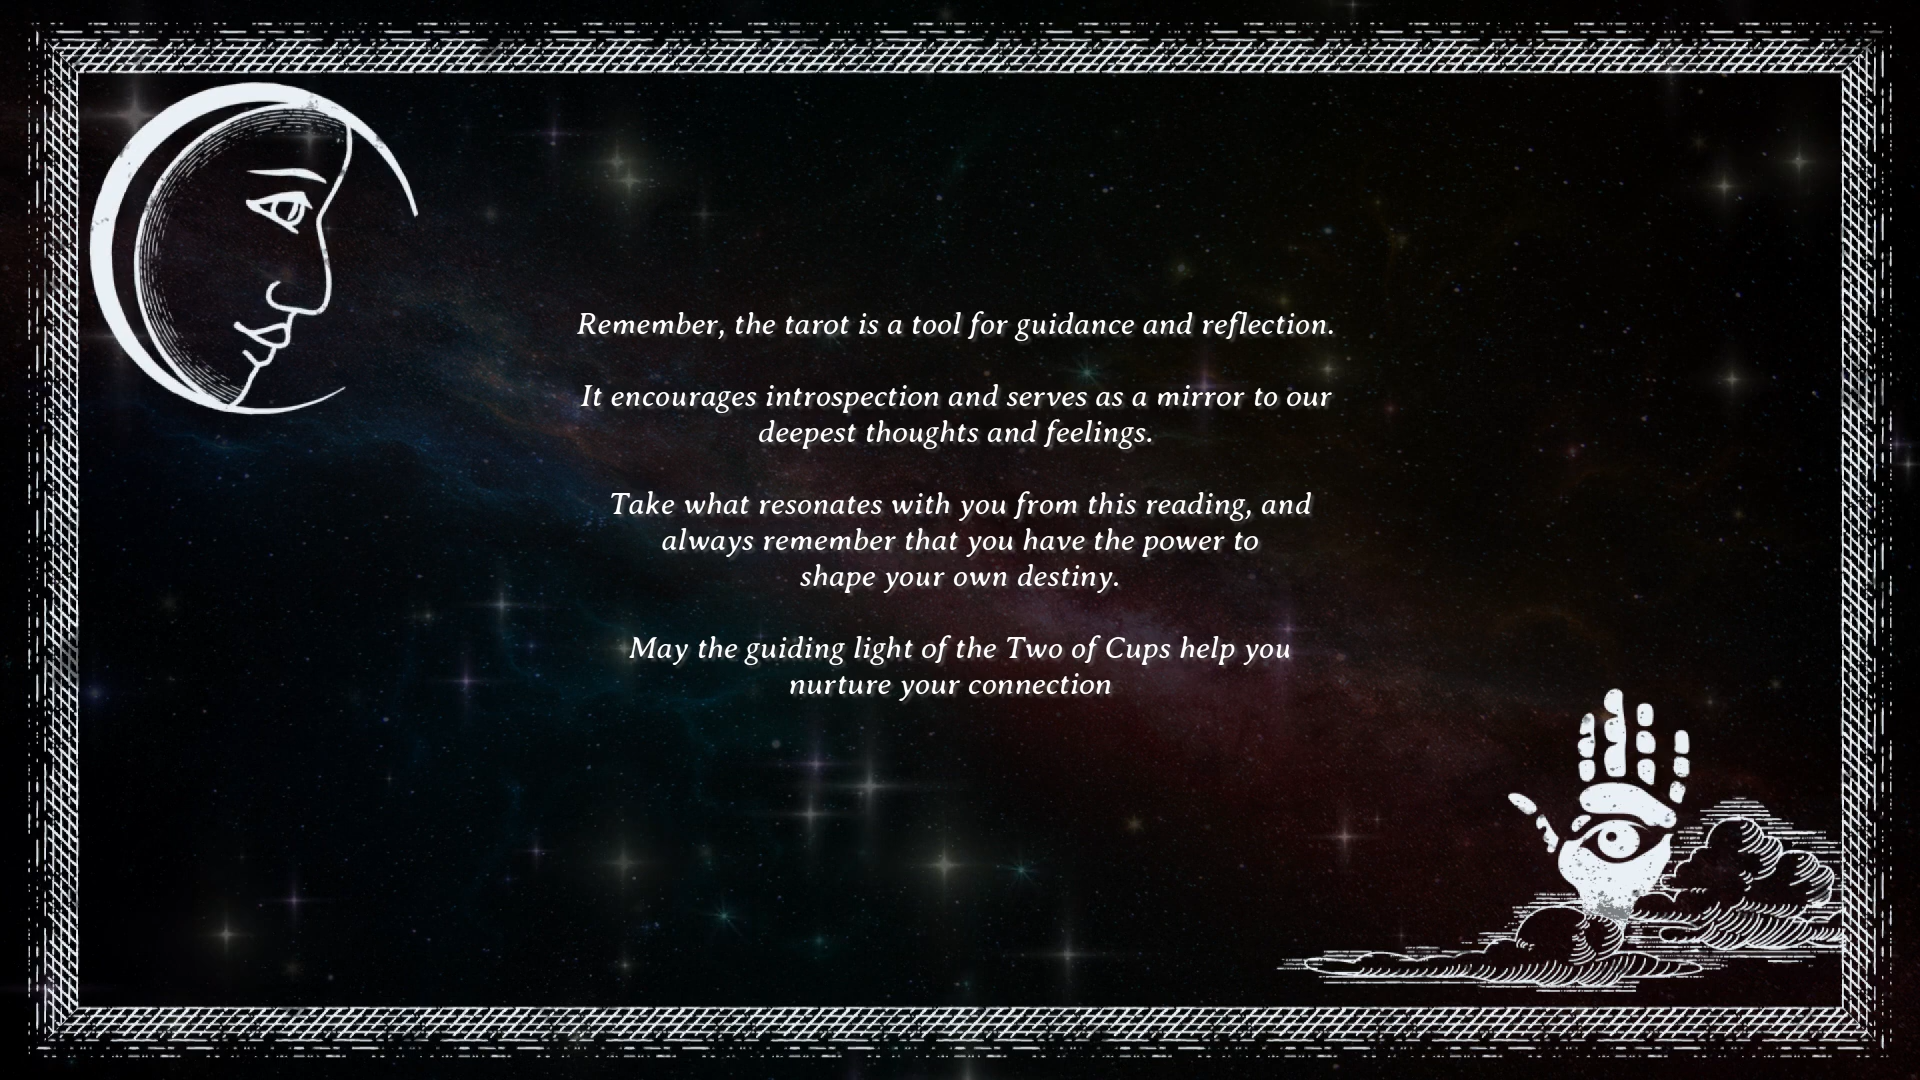 Remember, the tarot is a tool for guidance and reflection.
It encourages introspection and serves as a mirror to our
deepest thoughts and feelings.
Take what resonates with you from this reading, and
always remember that you have the power to
shape your own destiny.
May the guiding light of the Two of Cups help you
nurture your connection